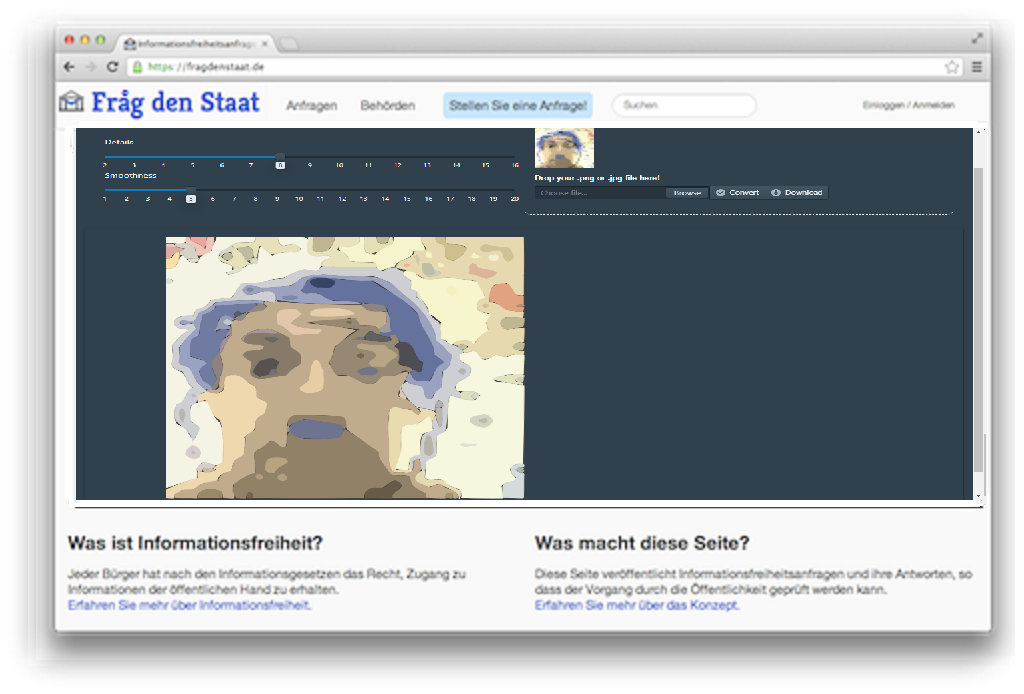 Informationsfreiheitsanfrag
https://fragdenstaat.de
Fråg den Staat
Anfragen
Behörden
Stellen Sie eine Anfrage!
Suchen
Einloggen / Anmelden
Details
2 3 4 5 6 7 8 9 10 11 12 13 14 15 16
Smoothness
1 2 3 4 5 6 7 8 9 10 11 12 13 14 15 16 17 18 19 20
Drop your .png or .jpg file here!
Choose file...
Browse
Convert
Download
Was ist Informationsfreiheit?
Jeder Bürger hat nach den Informationsgesetzen das Recht, Zugang zu
Informationen der öffentlichen Hand zu erhalten.
Erfahren Sie mehr über Informationsfreiheit.
Was macht diese Seite?
Diese Seite veröffentlicht Informationsfreiheitsanfragen und ihre Antworten, so
dass der Vorgang durch die Öffentlichkeit geprüft werden kann.
Erfahren Sie mehr über das Konzept.